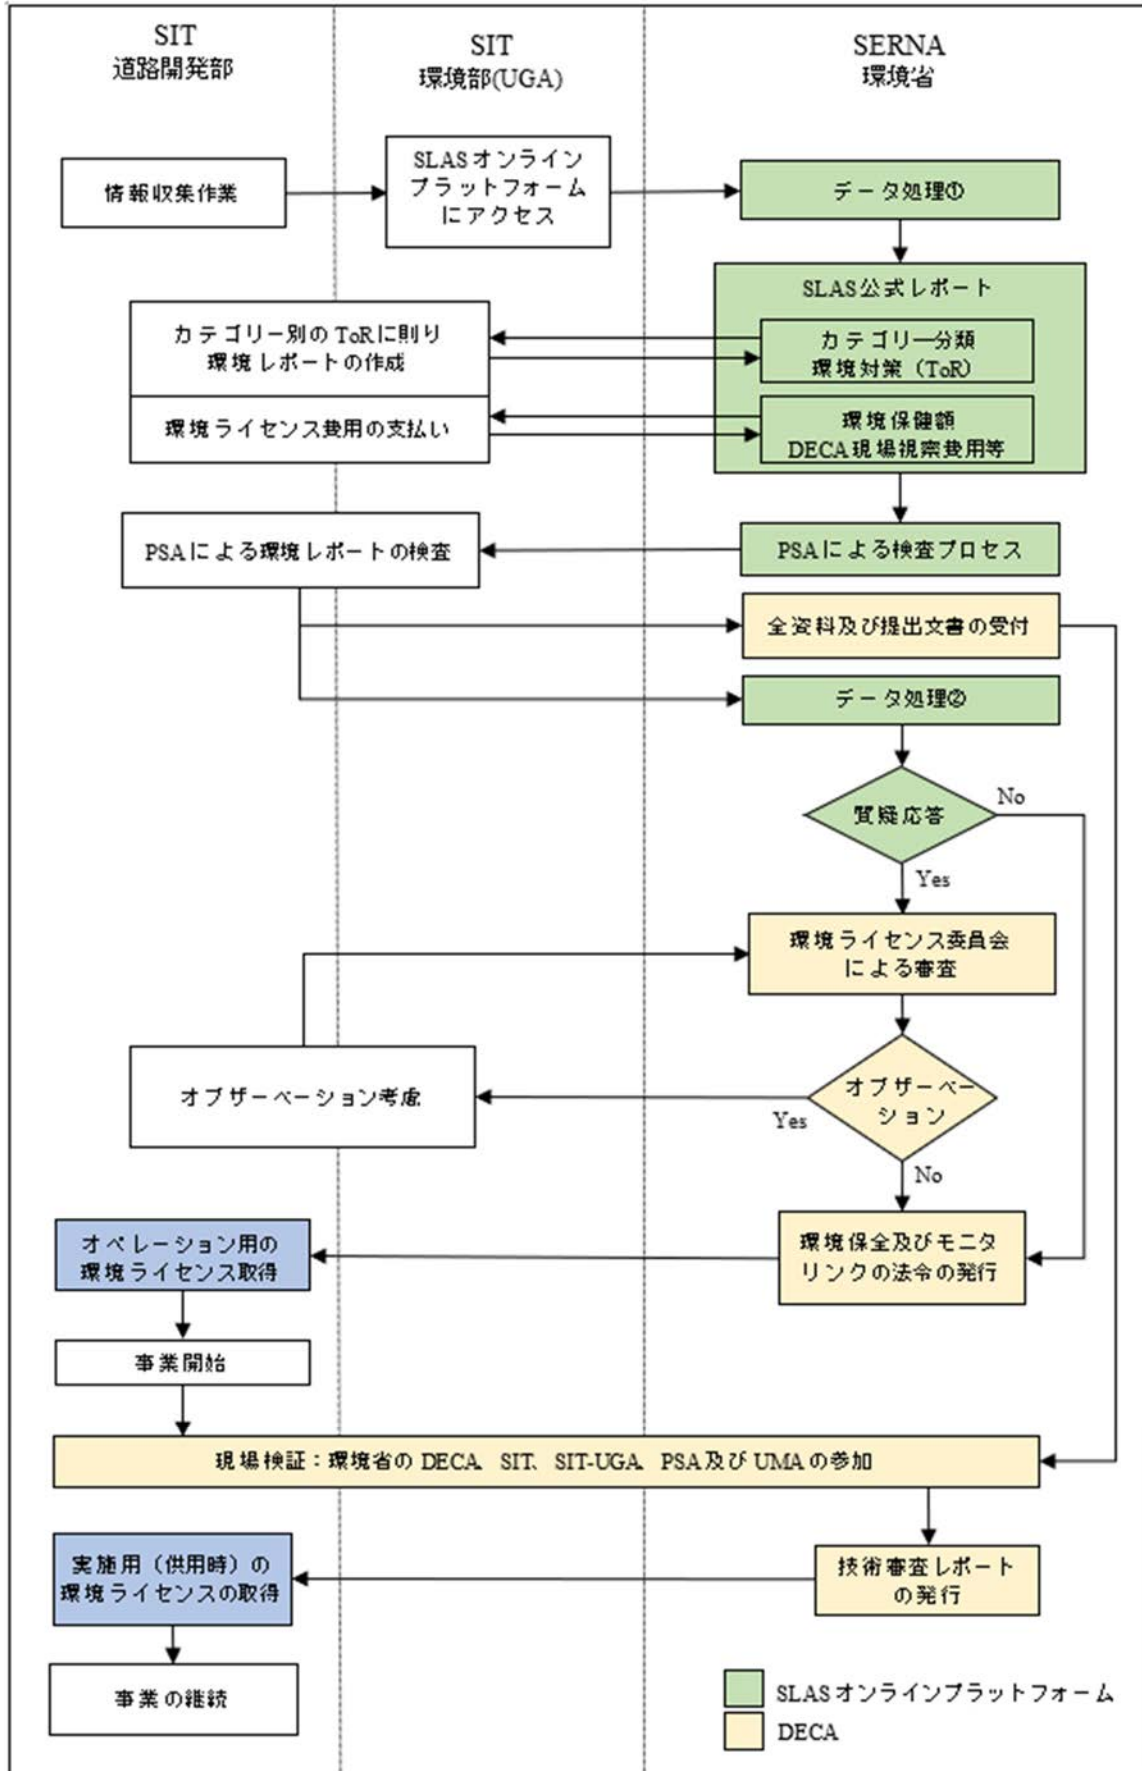 SIT
道路開発部
SIT
環境部(UGA)
SERNA
環境省
情報収集作業
SLASオンライン
プラットフォーム
にアクセス
データ処理①
SLAS公式レポート
カテゴリー別のToRに則り
環境レポートの作成
カテゴリー分類
環境対策（ToR）
環境ライセンス費用の支払い
環境保健額
DECA現場視察費用等
PSAによる環境レポートの検査
PSAによる検査プロセス
全資料及び提出文書の受付
データ処理②
質疑応答
No
Yes
環境ライセンス委員会
による審査
オブザーベーション考慮
オブザーベー
ション
Yes
No
オペレーション用の
環境ライセンス取得
環境保全及びモニタ
リンクの法令の発行
事業開始
現場検証：環境省のDECA、SIT、SIT-UGA、PSA及びUMAの参加
実施用（供用時）の
環境ライセンスの取得
技術審査レポート
の発行
事業の継続
SLASオンラインプラットフォーム
DECA